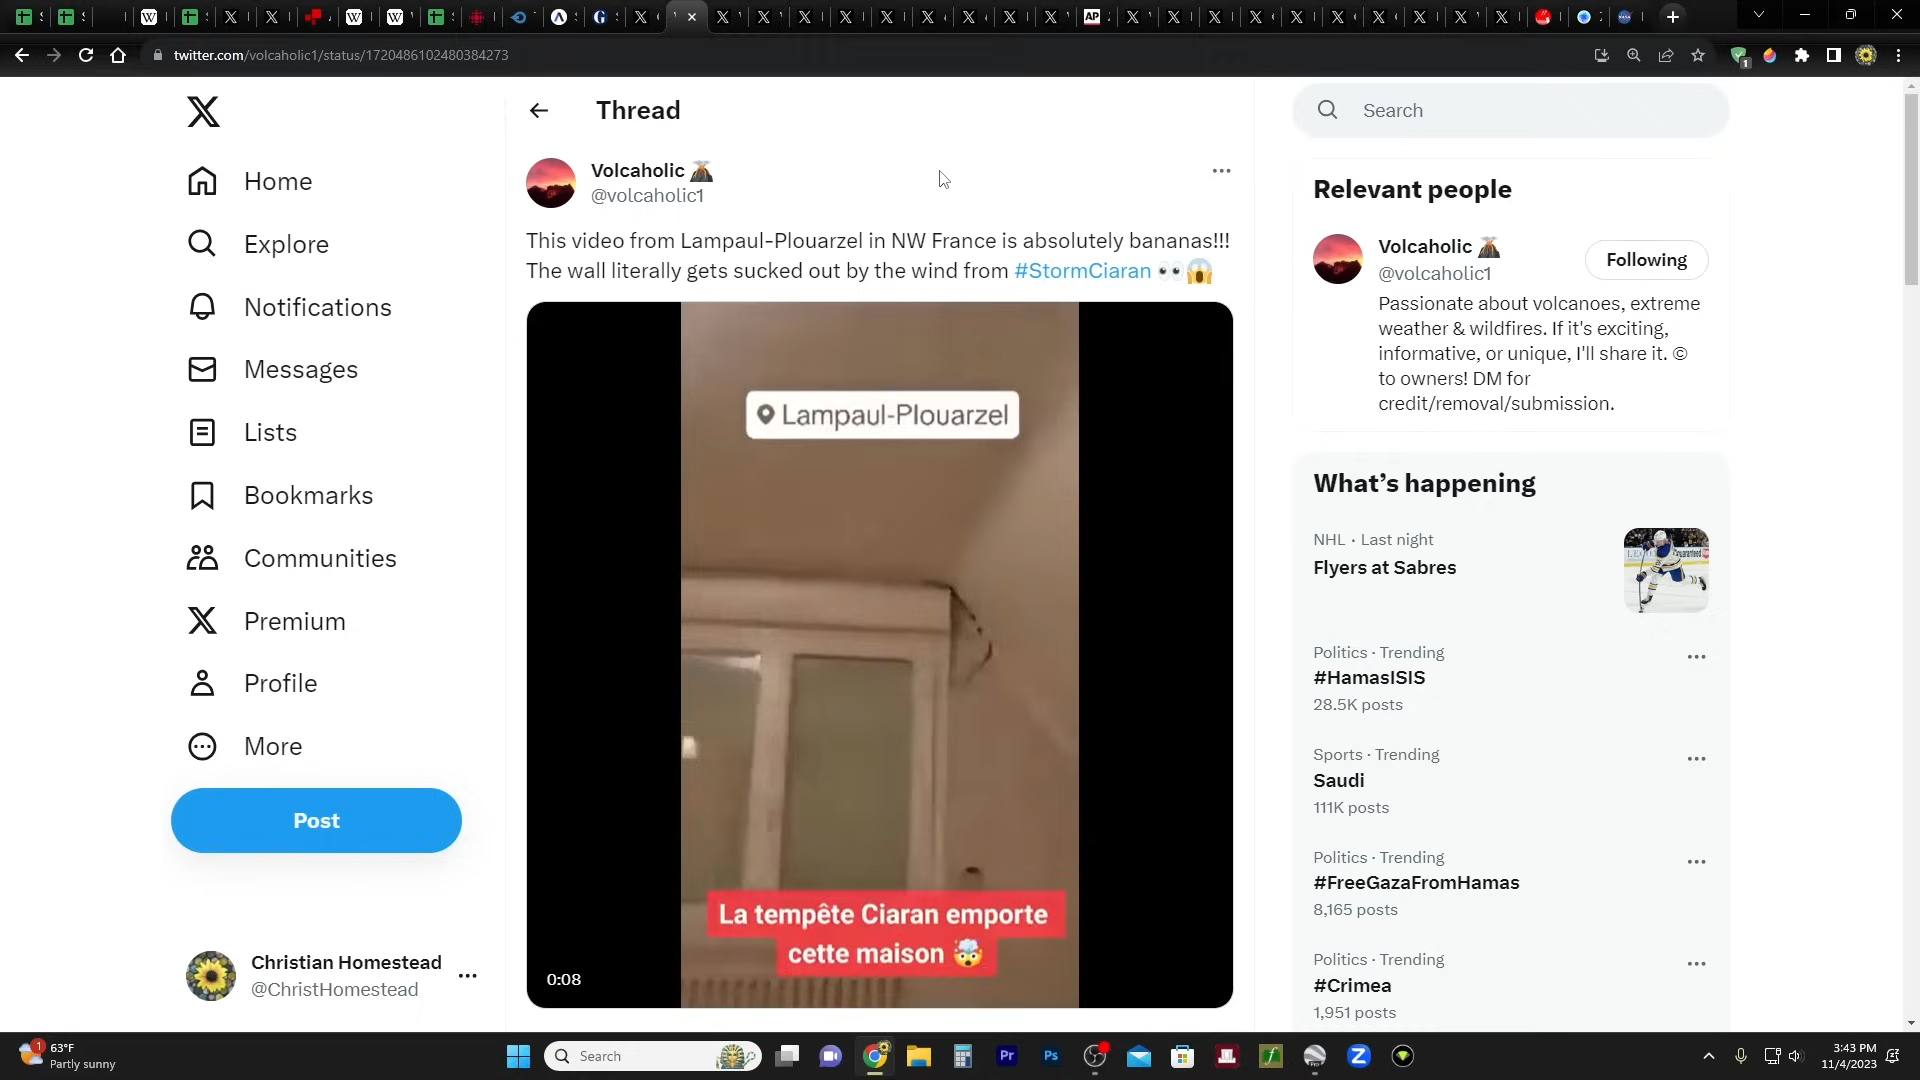 twitter.com/volcaholic1/status/1720486102480384273
Home
Explore
Notifications
Messages
Lists
Bookmarks
Communities
Premium
Profile
More
Post
Christian Homestead
@ChristHomestead
Thread
Volcaholic 🌋
@volcaholic1
This video from Lampaul-Plouarzel in NW France is absolutely bananas!!!
The wall literally gets sucked out by the wind from #StormCiaran 👀😱
Lampaul-Plouarzel
La tempête Ciaran emporte
cette maison 🤯
0:08
Search
Relevant people
Volcaholic 🌋
@volcaholic1
Following
Passionate about volcanoes, extreme
weather & wildfires. If it's exciting,
informative, or unique, I'll share it. ©
to owners! DM for
credit/removal/submission.
What’s happening
NHL · Last night
Flyers at Sabres
Politics · Trending
#HamasISIS
28.5K posts
Sports · Trending
Saudi
111K posts
Politics · Trending
#FreeGazaFromHamas
8,165 posts
Politics · Trending
#Crimea
1,951 posts
1
63°F
Partly sunny
Search
Pr
Ps
3:43 PM
11/4/2023